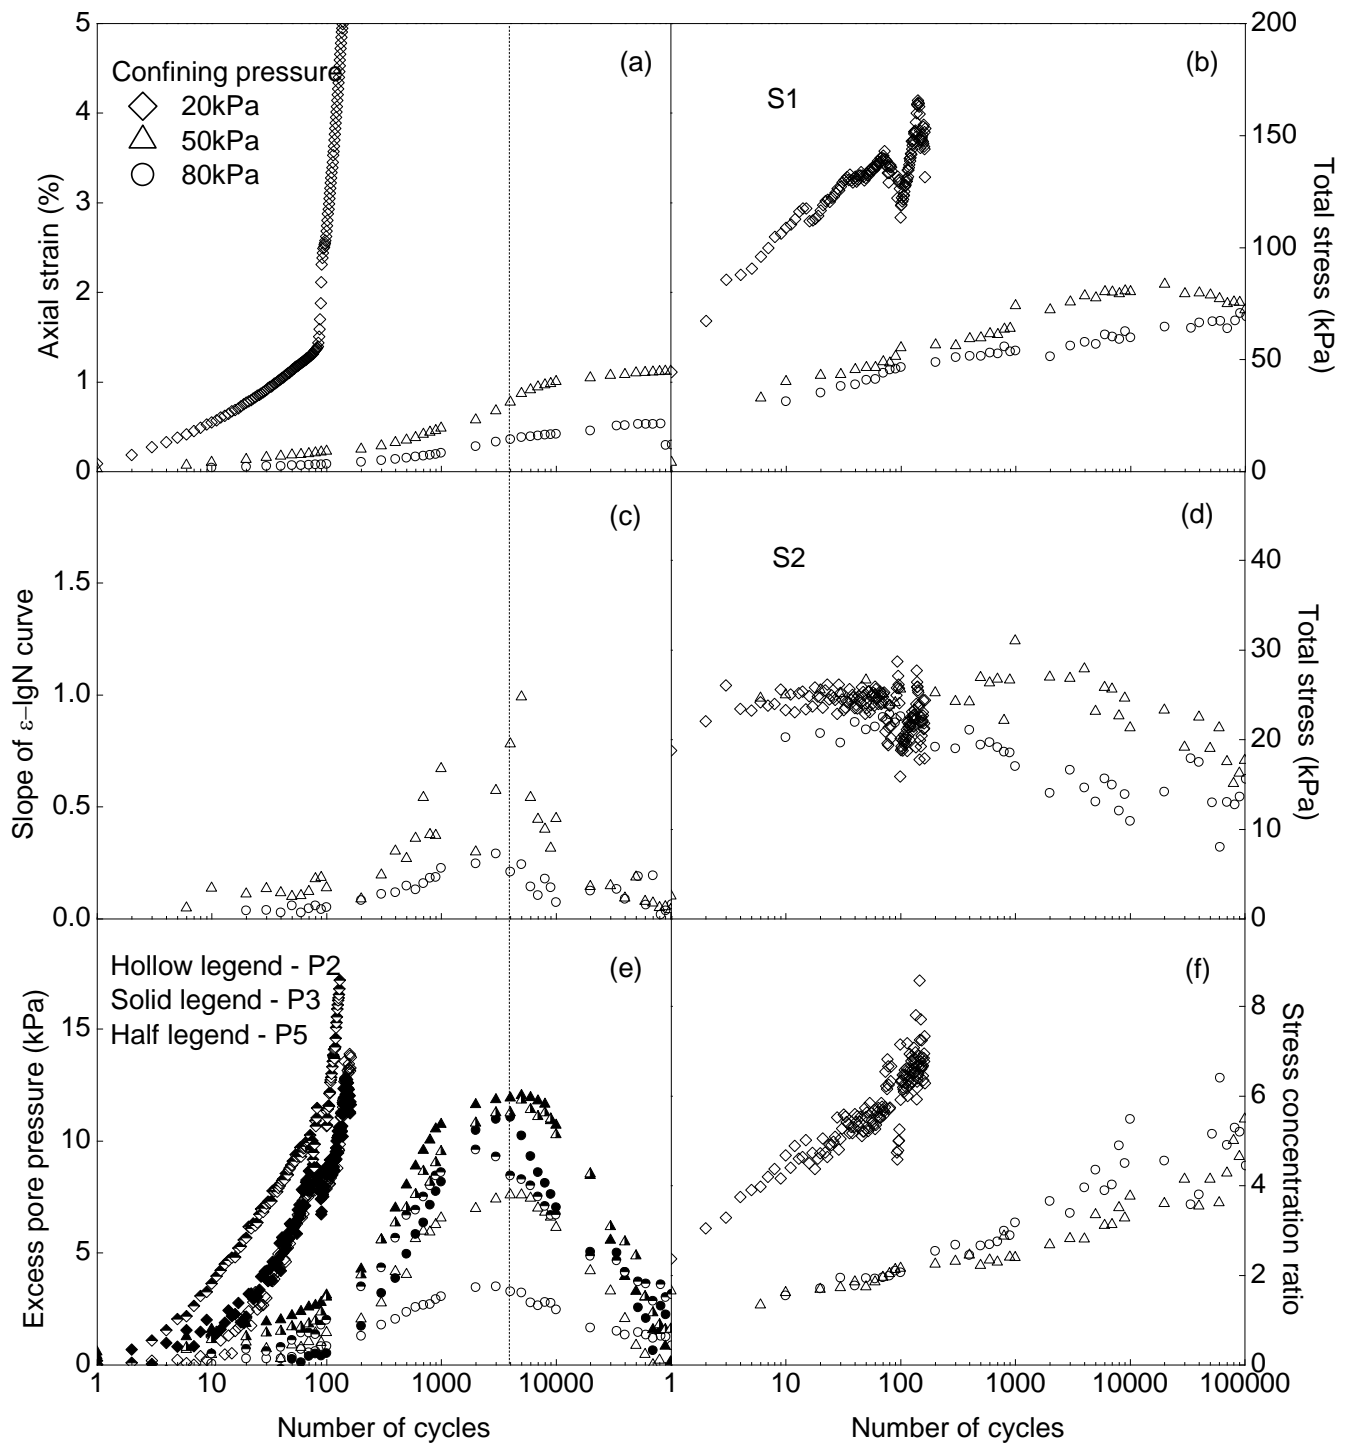 5
4
3
2
1
0
Axial strain (%)
Confining pressure
20kPa
50kPa
80kPa
(a)
S1
(b)
200
150
100
50
0
Total stress (kPa)
1.5
1.0
0.5
0.0
Slope of ε–lgN curve
(c)
S2
(d)
40
30
20
10
0
Total stress (kPa)
15
10
5
0
Excess pore pressure (kPa)
Hollow legend - P2
Solid legend - P3
Half legend - P5
(e)
(f)
8
6
4
2
0
Stress concentration ratio
1 10 100 1000 10000 1 10 100 1000 10000 100000
Number of cycles Number of cycles